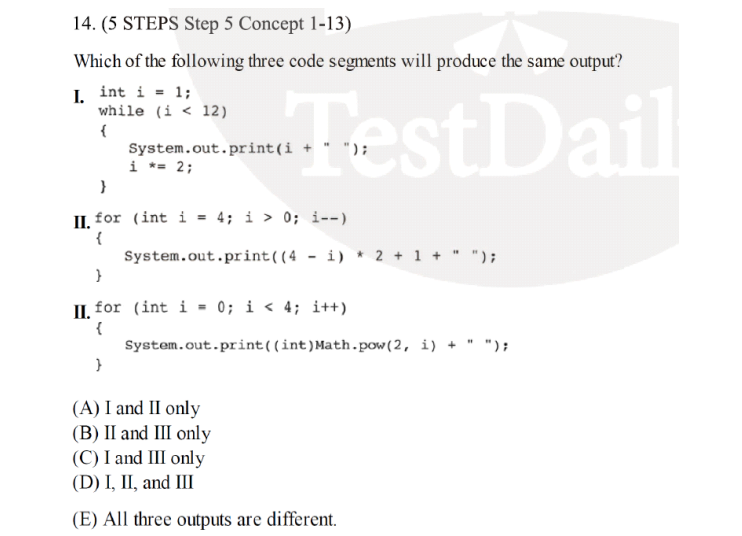 14. (5 STEPS Step 5 Concept 1-13)
Which of the following three code segments will produce the same output?
I. int i = 1;
while (i < 12)
{
System.out.print(i + " ");
i *= 2;
}
II. for (int i = 4; i > 0; i--)
{
System.out.print((4 - i) * 2 + 1 + " ");
}
II. for (int i = 0; i < 4; i++)
{
System.out.print((int)Math.pow(2, i) + " ");
}
(A) I and II only
(B) II and III only
(C) I and III only
(D) I, II, and III
(E) All three outputs are different.
TestDail